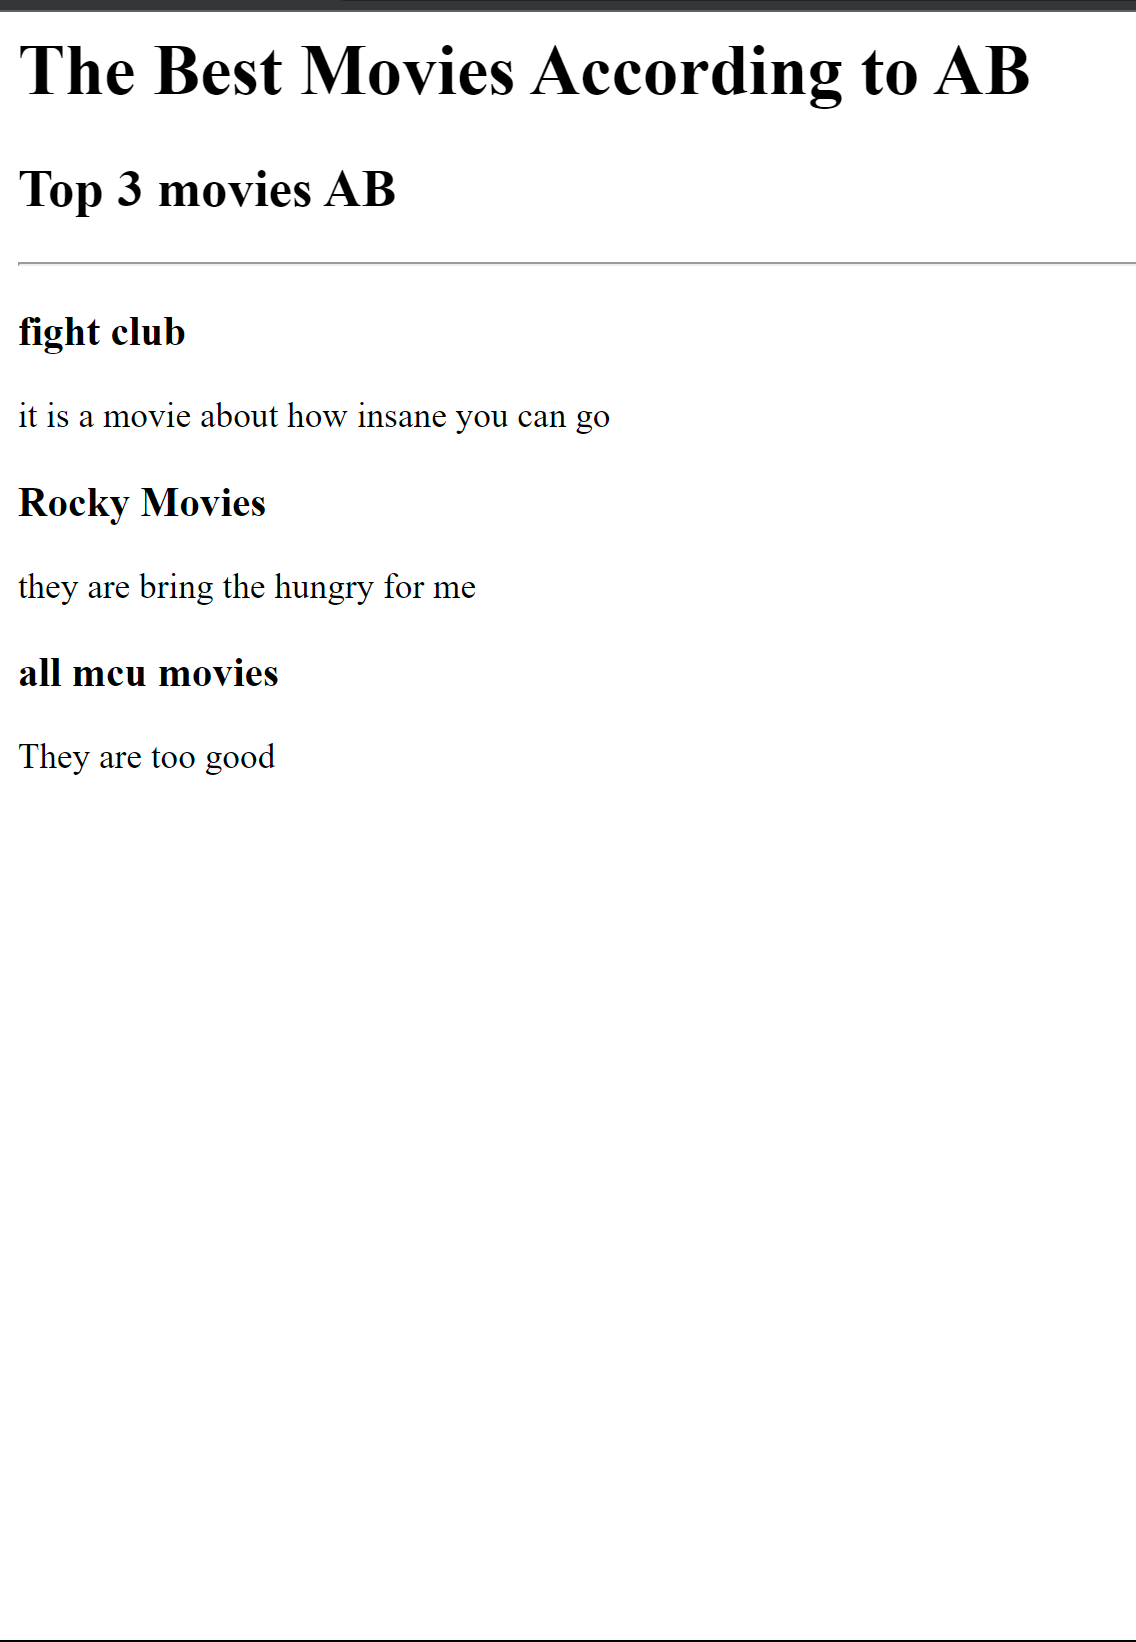 The Best Movies According to AB
Top 3 movies AB
fight club
it is a movie about how insane you can go
Rocky Movies
they are bring the hungry for me
all mcu movies
They are too good